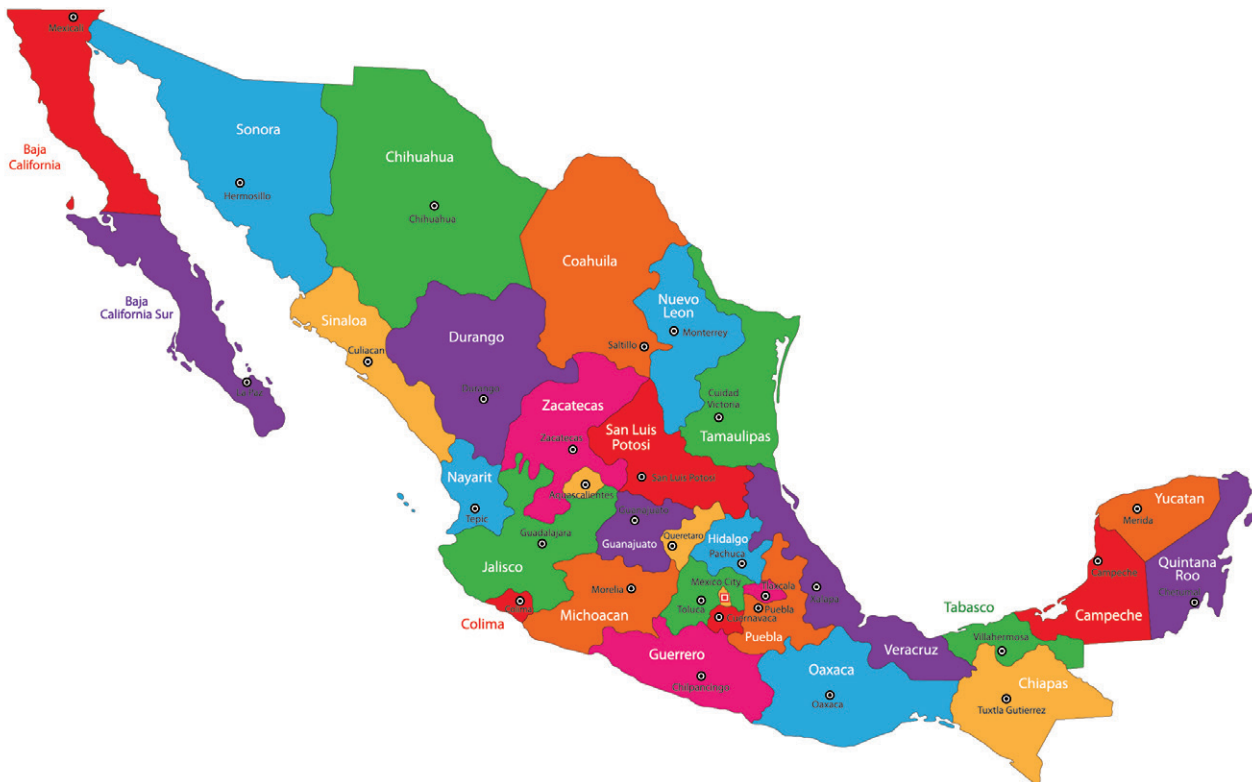 Mexicali
Sonora
Baja
California
Hermosillo
Chihuahua
Chihuahua
Coahuila
Baja
California Sur
Nuevo
Leon
Monterrey
Saltillo
Sinaloa
Culiacan
Durango
Durango
Zacatecas
Zacatecas
Cuidad
Victoria
Tamaulipas
San Luis
Potosi
San Luis Potosi
Nayarit
Tepic
Aguascalientes
Guadalajara
Jalisco
Guanajuato
Queretaro
Hidalgo
Pachuca
Yucatan
Merida
Quintana
Roo
Campeche
Campeche
Colima
Colima
Morelia
Michoacan
Mexico City
Toluca
Tlaxcala
Puebla
Puebla
Cuernavaca
Guerrero
Chilpancingo
Oaxaca
Oaxaca
Veracruz
Tabasco
Villahermosa
Chiapas
Tuxtla Gutierrez